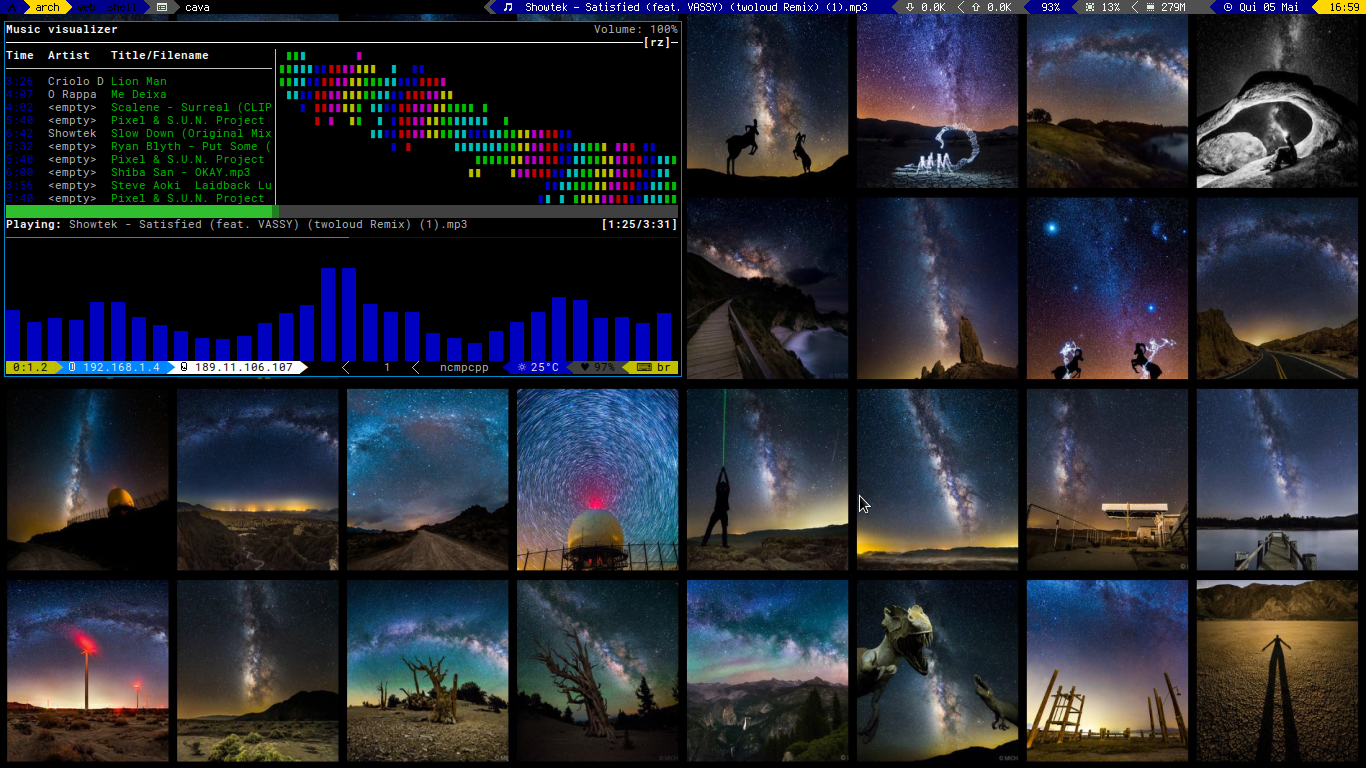 arch web shell cava Showtek - Satisfied (feat. VASSY) (twoloud Remix) (1).mp3 0.0K 0.0K 93% 13% 279M Qui 05 Mai 16:59
Music visualizer Volume: 100%
[rz]
Time Artist Title/Filename
3:26 Criolo D Lion Man
4:07 O Rappa Me Deixa
4:02 <empty> Scalene - Surreal (CLIP
5:40 <empty> Pixel & S.U.N. Project
6:42 Showtek Slow Down (Original Mix
5:32 <empty> Ryan Blyth - Put Some (
5:40 <empty> Pixel & S.U.N. Project
6:00 <empty> Shiba San - OKAY.mp3
3:56 <empty> Steve Aoki Laidback Lu
5:40 <empty> Pixel & S.U.N. Project
Playing: Showtek - Satisfied (feat. VASSY) (twoloud Remix) (1).mp3 [1:25/3:31]
0:1.2 192.168.1.4 189.11.106.107 1 ncmpcpp 25°C 97% br